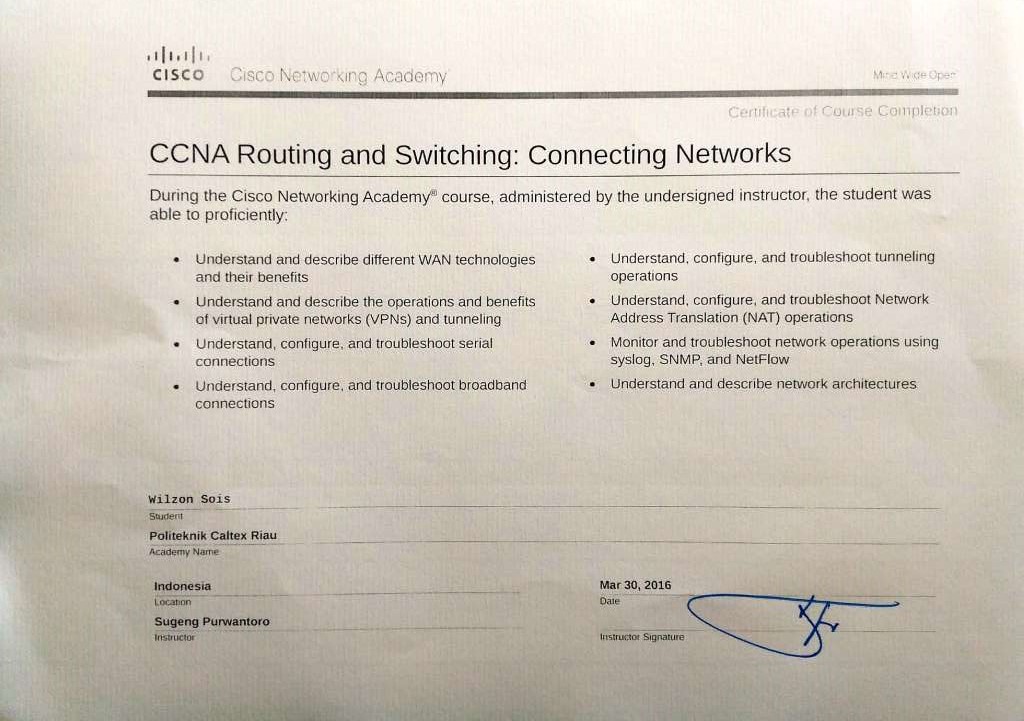 CISCO Cisco Networking Academy® Mind Wide Open™
Certificate of Course Completion
CCNA Routing and Switching: Connecting Networks
During the Cisco Networking Academy® course, administered by the undersigned instructor, the student was
able to proficiently:
• Understand and describe different WAN technologies
and their benefits
• Understand and describe the operations and benefits
of virtual private networks (VPNs) and tunneling
• Understand, configure, and troubleshoot serial
connections
• Understand, configure, and troubleshoot broadband
connections
• Understand, configure, and troubleshoot tunneling
operations
• Understand, configure, and troubleshoot Network
Address Translation (NAT) operations
• Monitor and troubleshoot network operations using
syslog, SNMP, and NetFlow
• Understand and describe network architectures
Wilzon Sois
Student
Politeknik Caltex Riau
Academy Name
Indonesia
Location
Sugeng Purwantoro
Instructor
Mar 30, 2016
Date
Instructor Signature